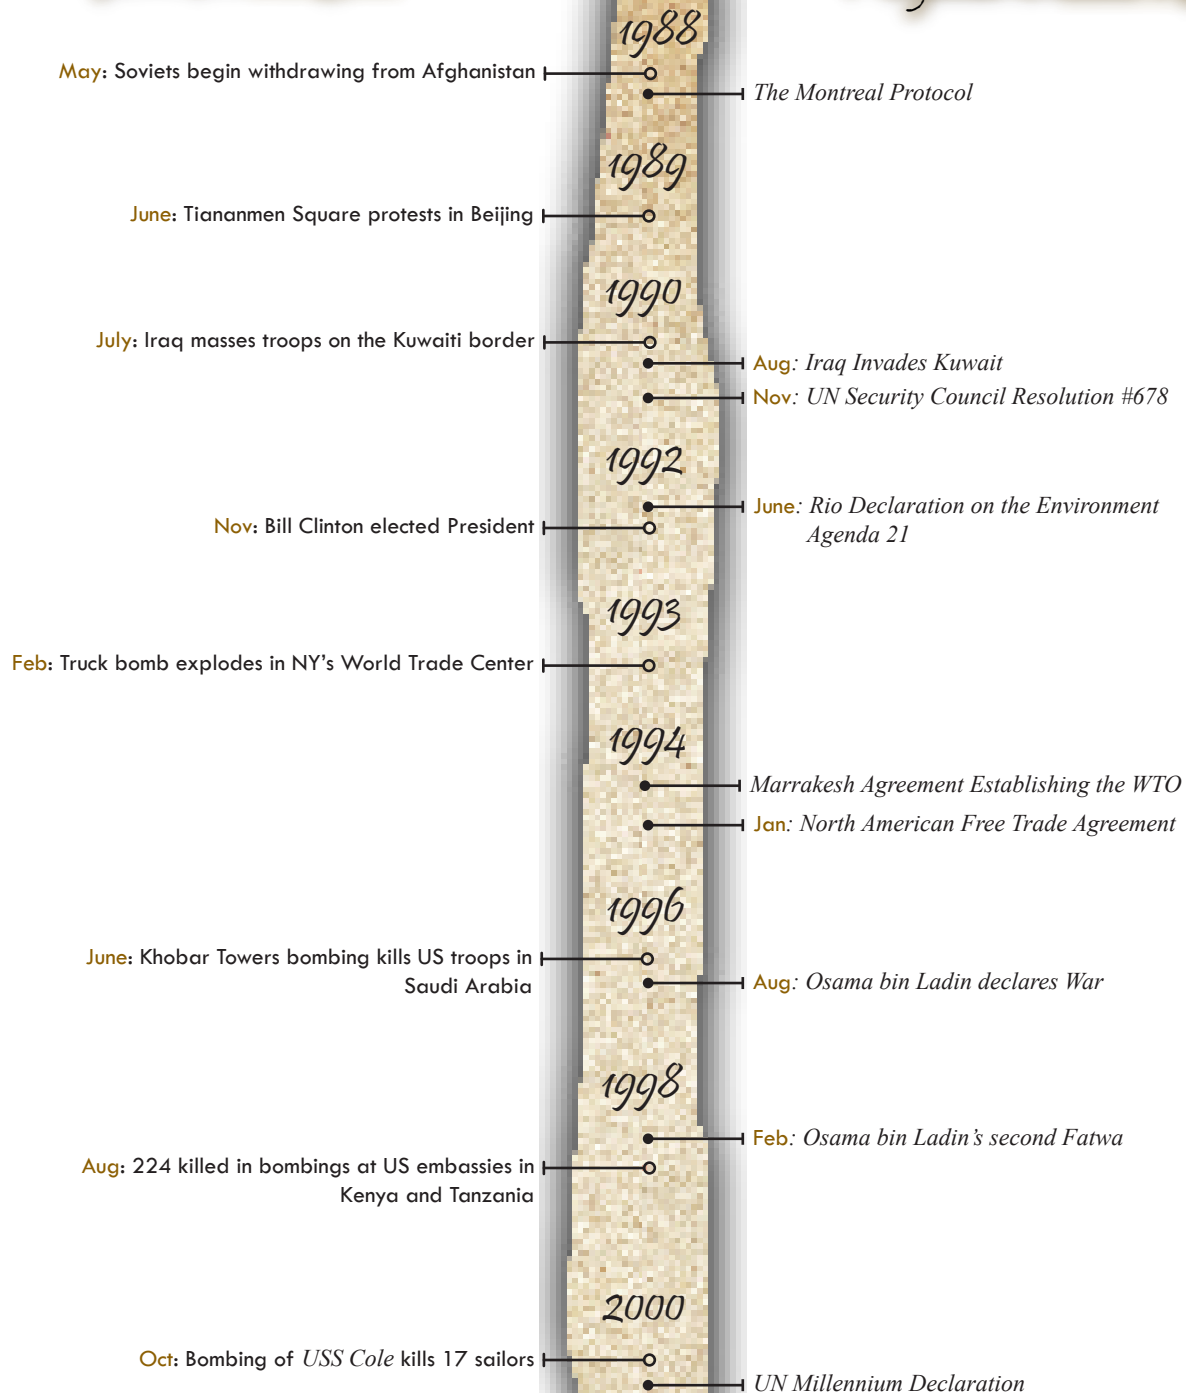 1988
May: Soviets begin withdrawing from Afghanistan
The Montreal Protocol
1989
June: Tiananmen Square protests in Beijing
1990
July: Iraq masses troops on the Kuwaiti border
Aug: Iraq Invades Kuwait
Nov: UN Security Council Resolution #678
1992
June: Rio Declaration on the Environment
Agenda 21
Nov: Bill Clinton elected President
1993
Feb: Truck bomb explodes in NY’s World Trade Center
1994
Marrakesh Agreement Establishing the WTO
Jan: North American Free Trade Agreement
1996
June: Khobar Towers bombing kills US troops in
Saudi Arabia
Aug: Osama bin Ladin declares War
1998
Feb: Osama bin Ladin’s second Fatwa
Aug: 224 killed in bombings at US embassies in
Kenya and Tanzania
2000
Oct: Bombing of USS Cole kills 17 sailors
UN Millennium Declaration